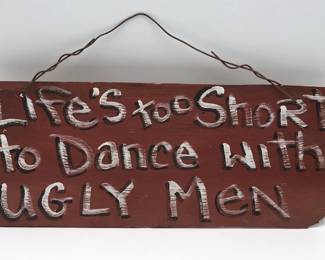 Life's too Short
to Dance with
UGLY Men